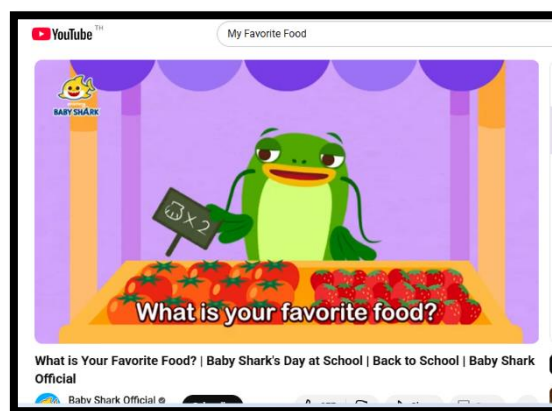 YouTube TH
My Favorite Food
BABY SHARK
x 2
What is your favorite food?
What is Your Favorite Food? | Baby Shark's Day at School | Back to School | Baby Shark
Official
Baby Shark Official